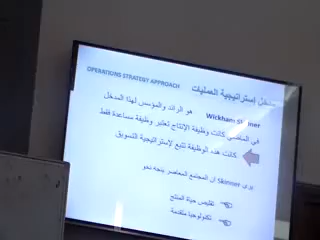 مدخل إستراتيجية العمليات
OPERATIONS STRATEGY APPROACH
Wickham Skinner هو الرائد والمؤسس لهذا المدخل
في الماضي كانت وظيفة الإنتاج تعتبر وظيفة مساعدة فقط
كانت هذه الوظيفة تتبع لإستراتيجية التسويق
يرى Skinner أن المجتمع المعاصر يتجه نحو
تقليص حياة المنتج
تكنولوجيا متقدمة